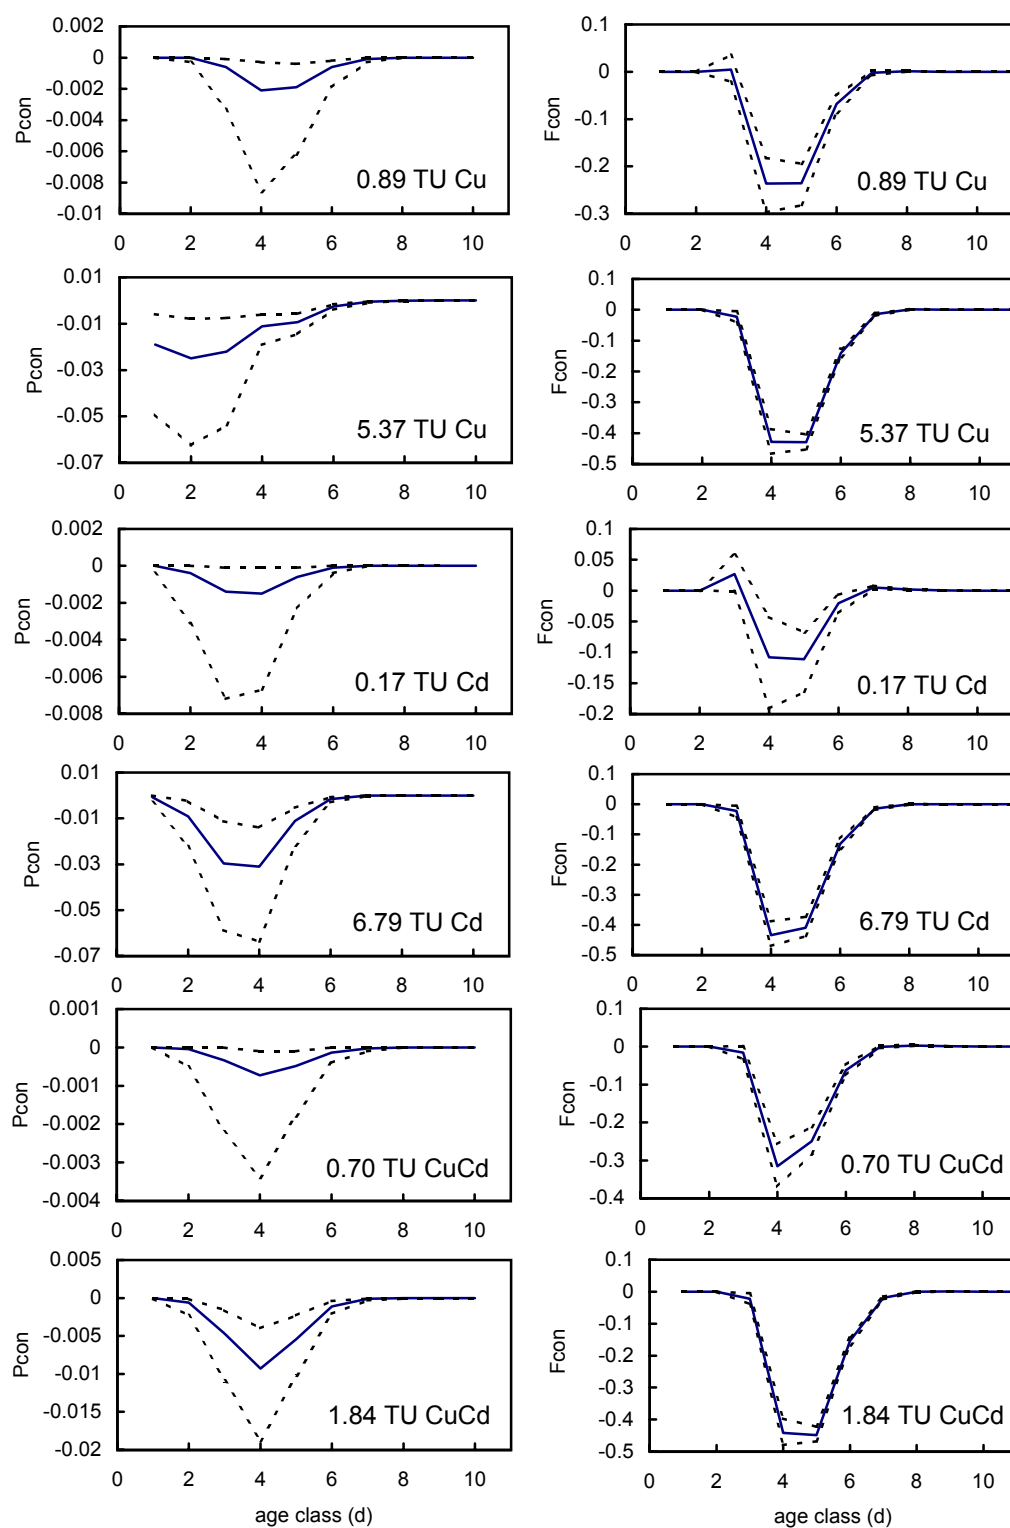 0.002
0
-0.002
-0.004
-0.006
-0.008
-0.01
Pcon
0.89 TU Cu
0 2 4 6 8 10
0.1
0
-0.1
-0.2
-0.3
Fcon
0.89 TU Cu
0 2 4 6 8 10
0.01
-0.01
-0.03
-0.05
-0.07
Pcon
5.37 TU Cu
0 2 4 6 8 10
0.1
0
-0.1
-0.2
-0.3
-0.4
-0.5
Fcon
5.37 TU Cu
0 2 4 6 8 10
0.002
0
-0.002
-0.004
-0.006
-0.008
Pcon
0.17 TU Cd
0 2 4 6 8 10
0.1
0.05
0
-0.05
-0.1
-0.15
-0.2
Fcon
0.17 TU Cd
0 2 4 6 8 10
0.01
-0.01
-0.03
-0.05
-0.07
Pcon
6.79 TU Cd
0 2 4 6 8 10
0.1
0
-0.1
-0.2
-0.3
-0.4
-0.5
Fcon
6.79 TU Cd
0 2 4 6 8 10
0.001
0
-0.001
-0.002
-0.003
-0.004
Pcon
0.70 TU CuCd
0 2 4 6 8 10
0.1
0
-0.1
-0.2
-0.3
-0.4
Fcon
0.70 TU CuCd
0 2 4 6 8 10
0.005
0
-0.005
-0.01
-0.015
-0.02
Pcon
1.84 TU CuCd
0 2 4 6 8 10
age class (d)
0.1
0
-0.1
-0.2
-0.3
-0.4
-0.5
Fcon
1.84 TU CuCd
0 2 4 6 8 10
age class (d)